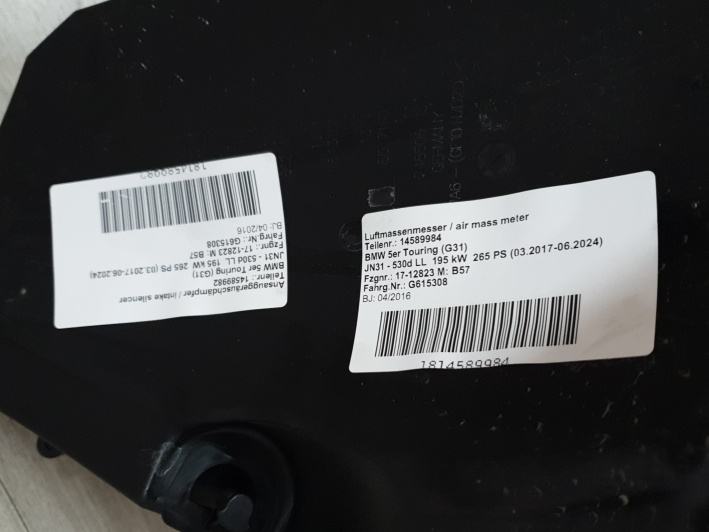 Ansauggeräuschdämpfer / intake silencer
Teilenr.: 14589982
BMW 5er Touring (G31)
JN31 - 530d LL 195 kW 265 PS (03.2017-06.2024)
Fzgnr.: 17-12823 M: B57
Fahrg.Nr.: G615308
BJ: 04/2016
1814589982
Luftmassenmesser / air mass meter
Teilenr.: 14589984
BMW 5er Touring (G31)
JN31 - 530d LL 195 kW 265 PS (03.2017-06.2024)
Fzgnr.: 17-12823 M: B57
Fahrg.Nr.: G615308
BJ: 04/2016
1814589984
GERMANY